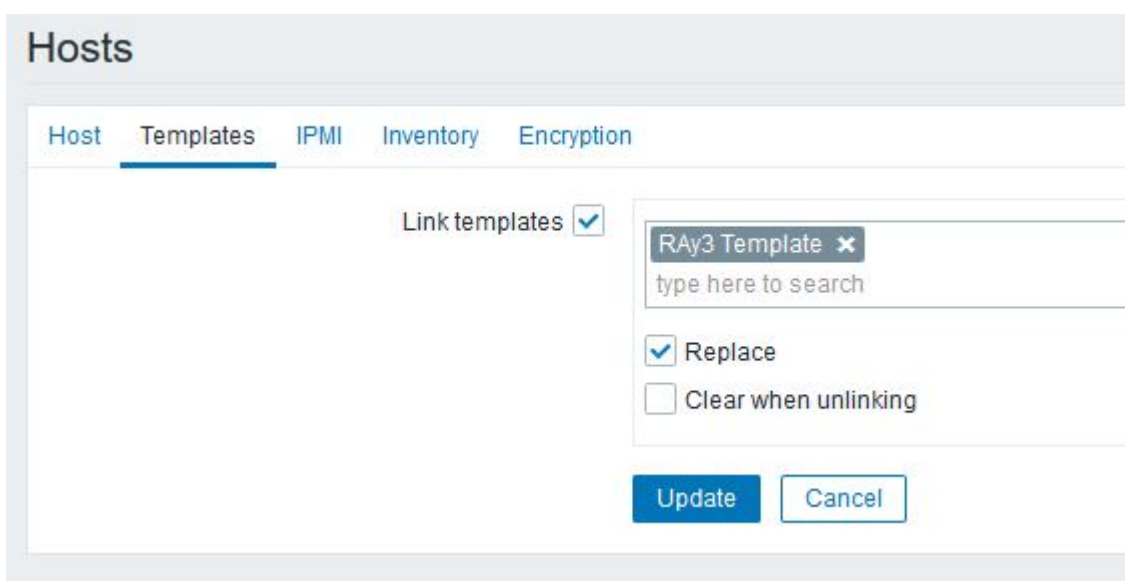 Hosts
Host Templates IPMI Inventory Encryption
Link templates
RAy3 Template
type here to search
Replace
Clear when unlinking
Update Cancel